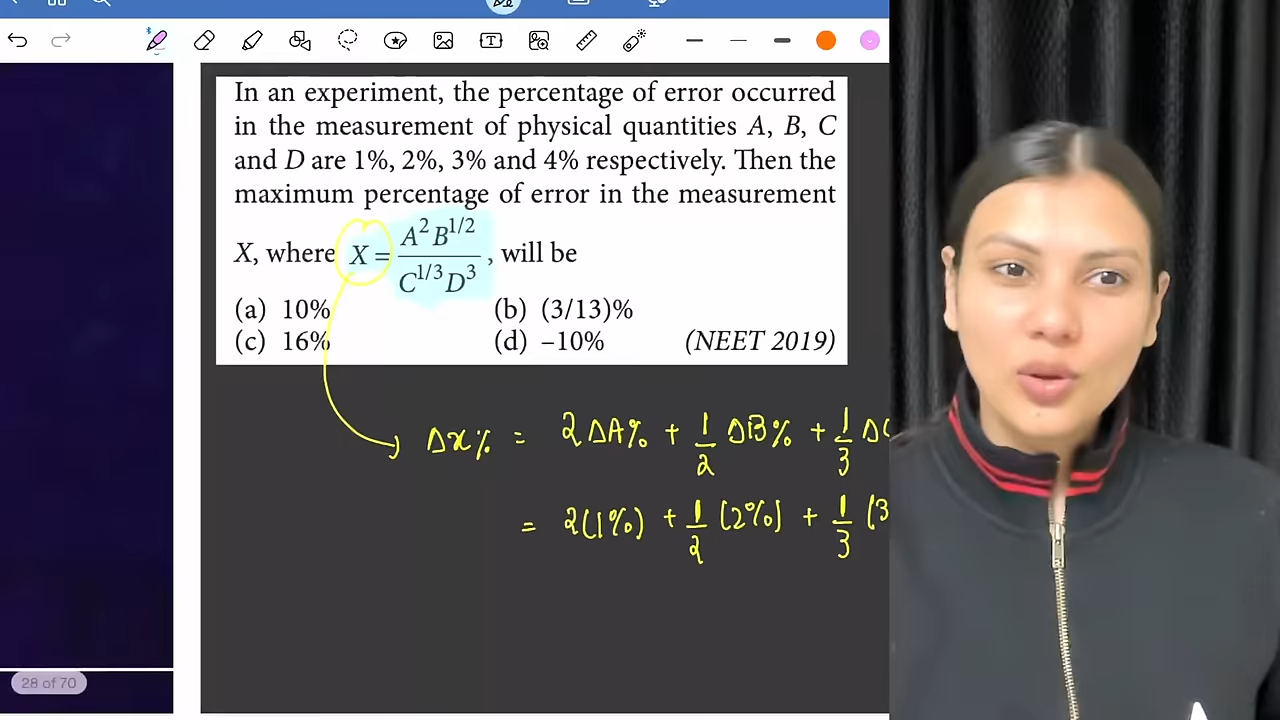 In an experiment, the percentage of error occurred
in the measurement of physical quantities A, B, C
and D are 1%, 2%, 3% and 4% respectively. Then the
maximum percentage of error in the measurement
X, where X = A² B^1/2 / C^1/3 D³ , will be
(a) 10% (b) (3/13)%
(c) 16% (d) –10% (NEET 2019)
Δx% = 2ΔA% + 1/2 ΔB% + 1/3 Δ
= 2(1%) + 1/2 (2%) + 1/3 (3
28 of 70